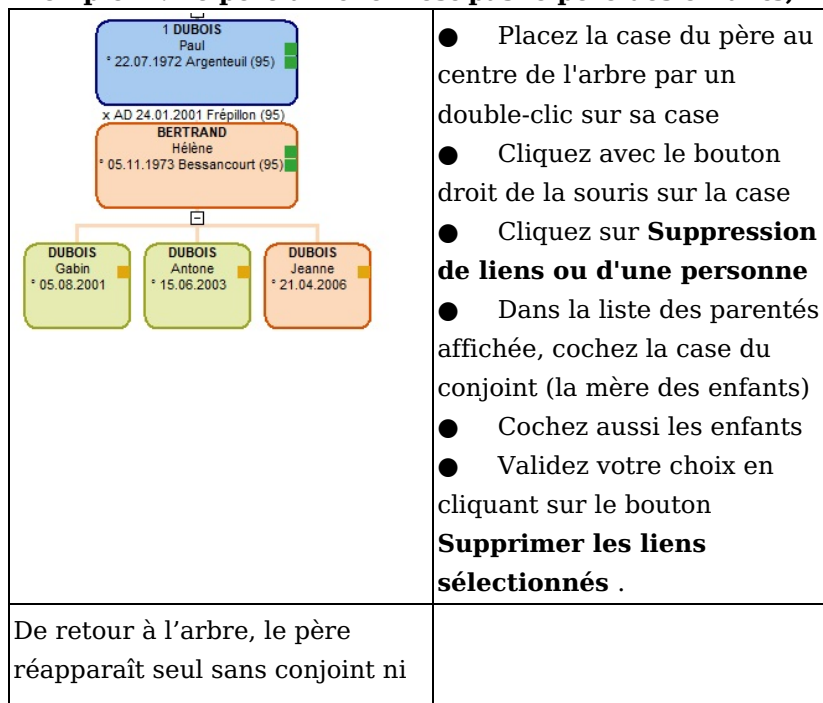 1 DUBOIS
Paul
° 22.07.1972 Argenteuil (95)
x AD 24.01.2001 Frépillon (95)
BERTRAND
Hélène
° 05.11.1973 Bessancourt (95)
DUBOIS
Gabin
° 05.08.2001
DUBOIS
Antone
° 15.06.2003
DUBOIS
Jeanne
° 21.04.2006
● Placez la case du père au
centre de l'arbre par un
double-clic sur sa case
● Cliquez avec le bouton
droit de la souris sur la case
● Cliquez sur Suppression
de liens ou d'une personne
● Dans la liste des parentés
affichée, cochez la case du
conjoint (la mère des enfants)
● Cochez aussi les enfants
● Validez votre choix en
cliquant sur le bouton
Supprimer les liens
sélectionnés .
De retour à l’arbre, le père
réapparaît seul sans conjoint ni